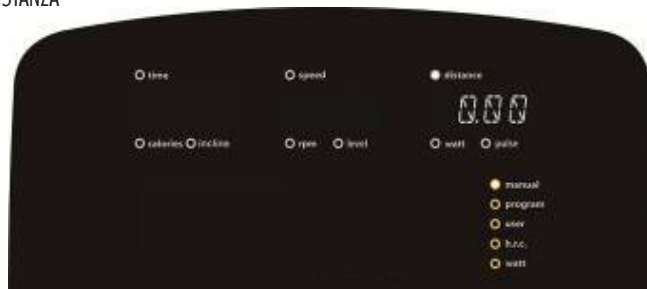 STANZA
time speed distance
0.00
calories incline rpm level watt pulse
manual
program
user
h.r.c.
watt